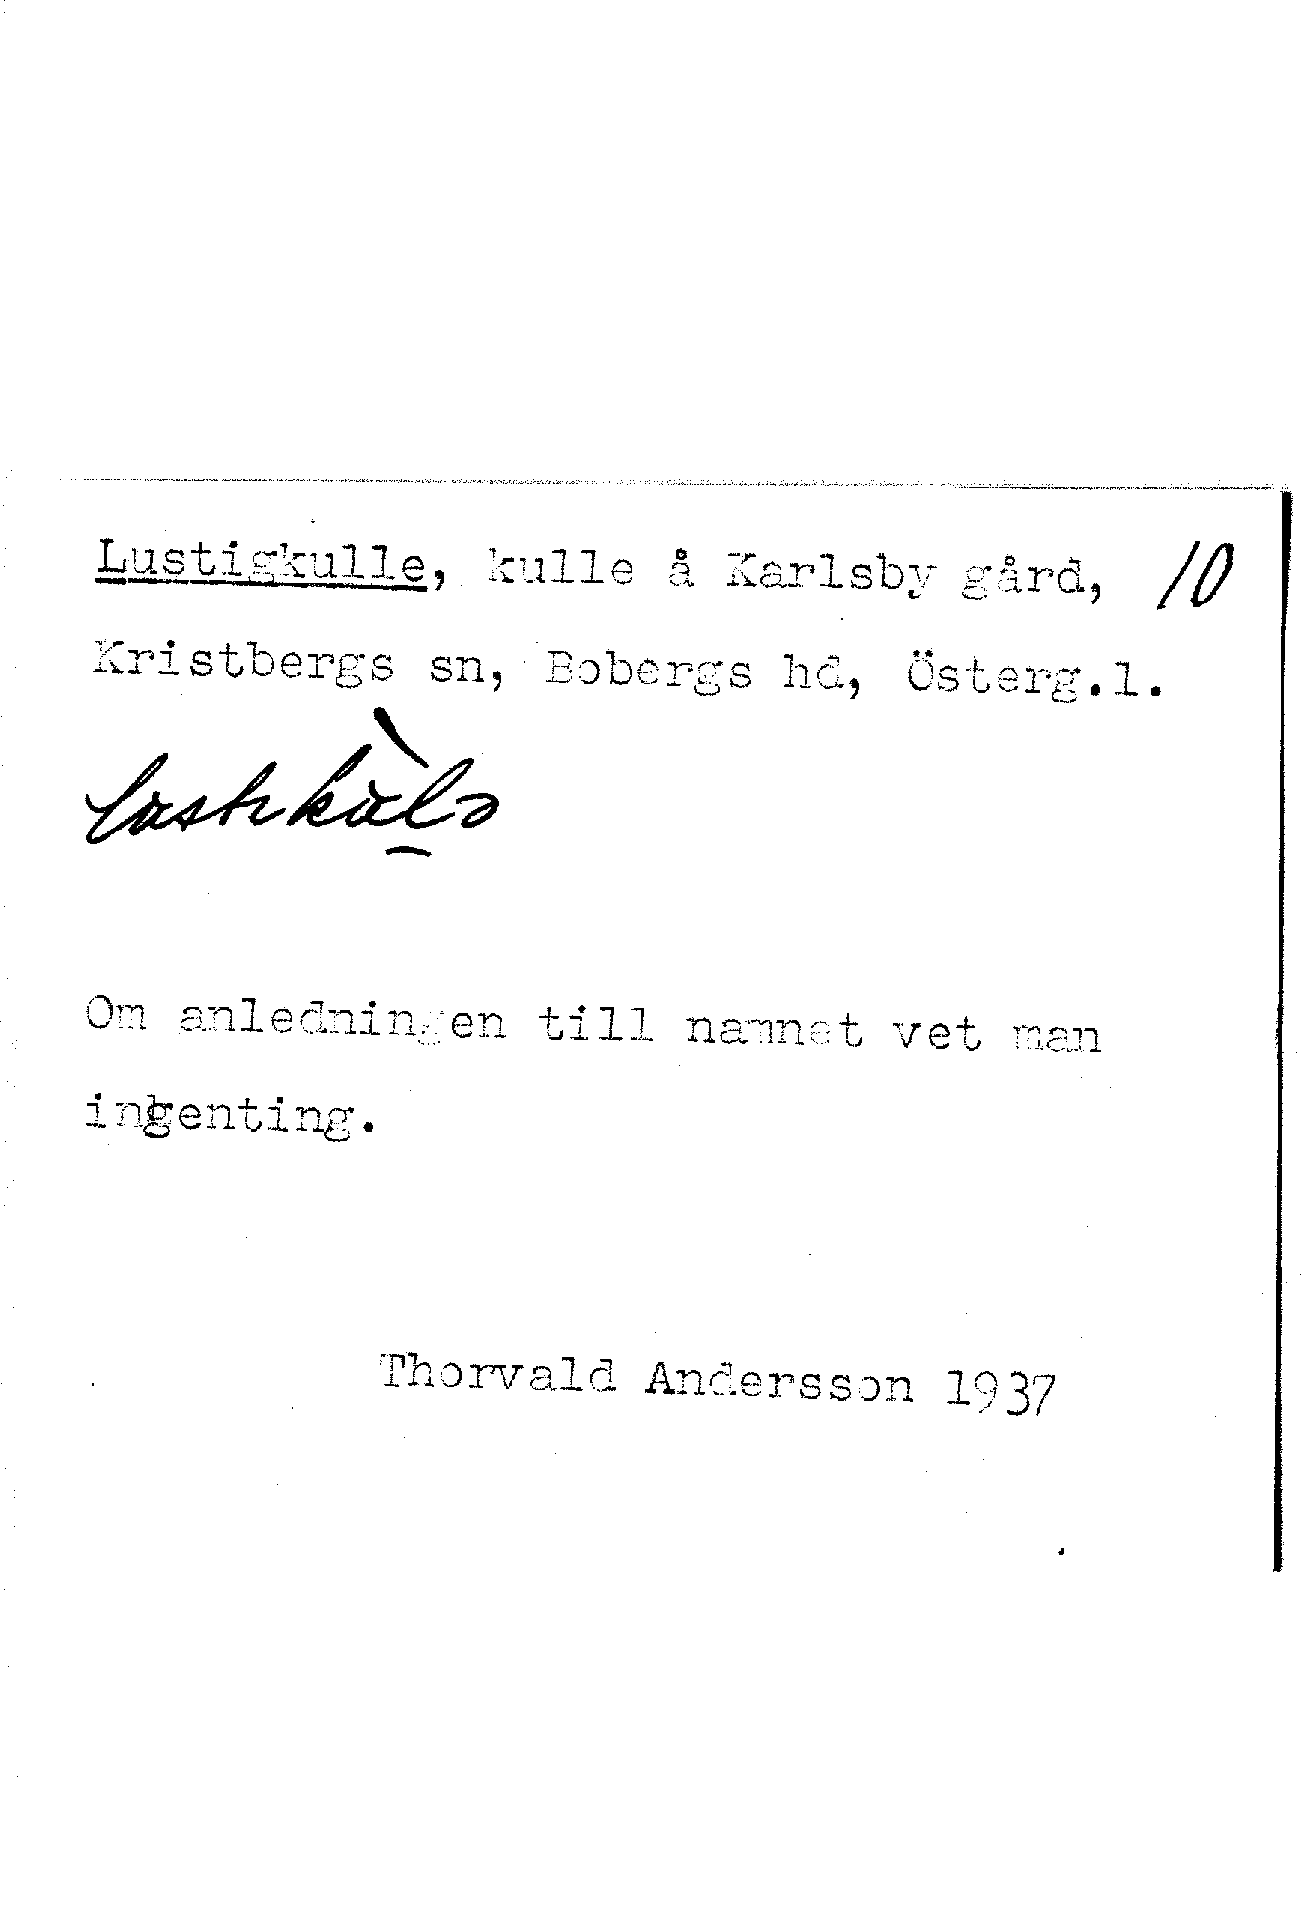 Lustigkulle, kulle å Karlsby gård, 10
Kristbergs sn, Bobergs hd, Österg.l.
Om anledningen till namnet vet man
ingenting.
Thorvald Andersson 1937